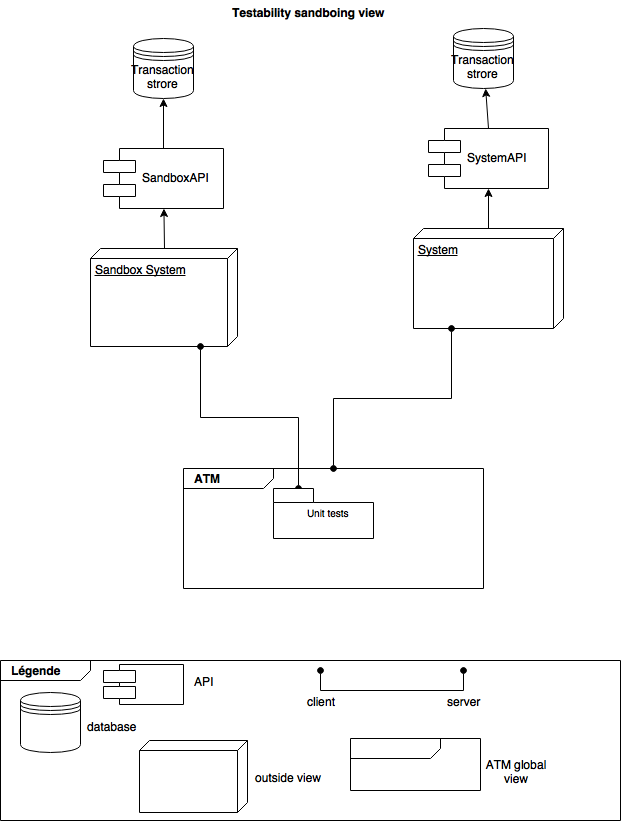 Testability sandboing view
Transaction
strore
Transaction
strore
SandboxAPI
SystemAPI
Sandbox System
System
ATM
Unit tests
Légende
API
client
server
database
outside view
ATM global
view